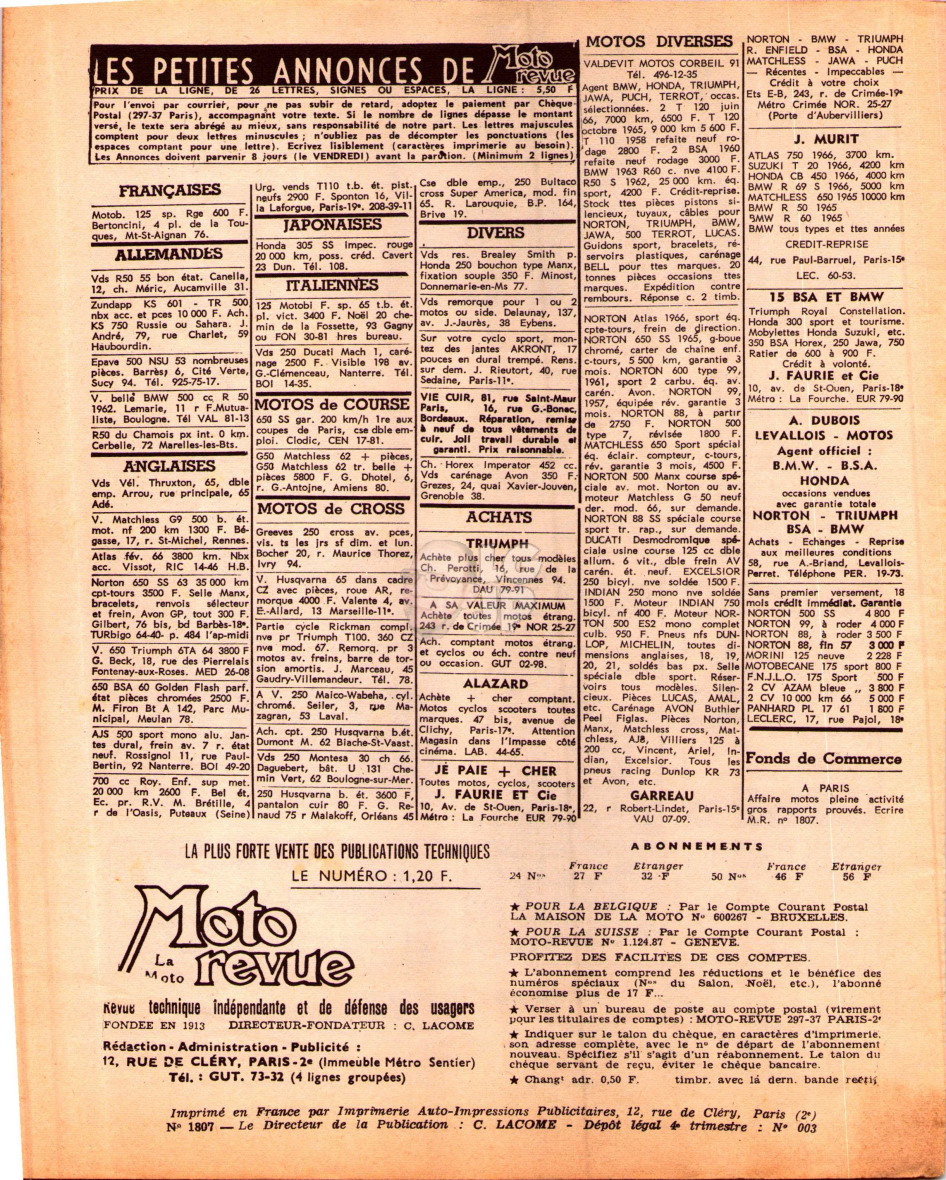 LES PETITES ANNONCES DE Moto revue
PRIX DE LA LIGNE, DE 26 LETTRES, SIGNES OU ESPACES, LA LIGNE : 5,50 F
Pour l'envoi par courrier, pour ne pas subir de retard, adoptez le paiement par Chèque
Postal (297-37 Paris), accompagnant votre texte. Si le nombre de lignes dépasse le montant
versé, le texte sera abrégé au mieux, sans responsabilité de notre part. Les lettres majuscules
comptent pour deux lettres minuscules ; n'oubliez pas de décompter les ponctuations (les
espaces comptant pour une lettre). Ecrivez lisiblement (caractères imprimerie au besoin).
Les Annonces doivent parvenir 8 jours (le VENDREDI) avant la parution. (Minimum 2 lignes)
FRANÇAISES
Motob. 125 sp. Rge 600 F.
Bertoncini, 4 pl. de la Tou-
ques, Mt-St-Aignan 76.
ALLEMANDES
Vds R50 55 bon état. Canella,
12, ch. Méric, Aucamville 31.
Zundapp KS 601 - TR 500
nbx acc. et pces 10 000 F. Ach.
KS 750 Russie ou Sahara. J.
André, 79, rue Charlet, 59
Haubourdin.
Epave 500 NSU 53 nombreuses
pièces. Barrès, 6, Cité Verte,
Sucy 94. Tél. 925-75-17.
V. belle BMW 500 cc R 50
1962. Lemarie, 11 r F.Mutua-
liste, Boulogne. Tél VAL 81-13
R50 du Chamois px int. 0 km.
Cerbelle, 72 Marelles-les-Bts.
ANGLAISES
Vds Vél. Thruxton, 65, dble
emp. Arrou, rue principale, 65
Adé.
V. Matchless G9 500 b. ét.
mot. nf 200 km 1300 F. Bé-
gasse, 17, r. St-Michel, Rennes.
Atlas fév. 66 3800 km. Nbx
acc. Vissot, RIC 14-46 H.B.
Norton 650 SS 63 35 000 km
cpt-tours 3500 F. Selle Manx,
bracelets, renvois sélecteur
et frein, Avon GP, tout 300 F.
Gilbert, 76 bis, bd Barbès-18e.
TURbigo 64-40- p. 484 l'ap-midi
V. 650 Triumph 6TA 64 3800 F
G. Beck, 18, rue des Pierrelais
Fontenay-aux-Roses. MED 26-08
650 BSA 60 Golden Flash parf.
état pièces chromées 2500 F.
M. Firon Bt A 142, Parc Mu-
nicipal, Meulan 78.
AJS 500 sport mono alu. Jan-
tes dural, frein av. 7 r. état
neuf. Rossignol 11, rue Paul-
Bertin, 92 Nanterre. BOI 49-20
700 cc Roy. Enf. sup met.
20 000 km 2600 F. Bel ét.
Ec. pr. R.V. M. Brétille, 4
r de l'Oasis, Puteaux (Seine)
Urg. vends T110 t.b. ét. pist.
neufs 2900 F. Sponton 16, Vil-
la Laforgue, Paris-19e. 208-39-11
JAPONAISES
Honda 305 SS impec. rouge
20 000 km, poss. créd. Cavert
23 Dun. Tél. 108.
ITALIENNES
125 Motobi F. sp. 65 t.b. ét.
pl. vict. 3400 F. Noël 20 che-
min de la Fossette, 93 Gagny
ou FON 30-81 hres bureau.
Vds 250 Ducati Mach 1, caré-
nage 2500 F. Visible 198 av.
G.-Clémenceau, Nanterre. Tél.
BOI 14-35.
MOTOS de COURSE
650 SS gar. 200 km/h 1re aux
coupes de Paris, cse dble em-
ploi. Clodic, CEN 17-81.
G50 Matchless 62 + pièces,
G50 Matchless 62 tr. belle +
pièces 5800 F. G. Dhotel, 6,
r. G.-Antoine, Amiens 80.
MOTOS de CROSS
Greeves 250 cross av. pces,
vis. ts les jrs sf dim. et lun.
Bocher 20, r. Maurice Thorez,
Ivry 94.
V. Husqvarna 65 dans cadre
CZ avec pièces, roue AR, re-
morque 4000 F. Valente 4, av.
E.-Allard, 13 Marseille-11e.
Partie cycle Rickman compl.
nve pr Triumph T100. 360 CZ
nve mod. 67. Remorq. pr 3
motos av. freins, barre de tor-
sion amortis. J. Marceau, 45
Gaudry-Villemandeur. Tél. 78.
A V. 250 Maico-Wabeha, cyl.
chromé. Seiler, 3, rue Ma-
zagran, 53 Laval.
Ach. cpt. 250 Husqvarna b.ét.
Dumont M. 62 Biache-St-Vaast.
Vds 250 Montesa 30 ch 66.
Daguebert, bât. U 131 Che-
min Vert, 62 Boulogne-sur-Mer.
250 Husqvarna b. ét. 3600 F,
pantalon cuir 80 F. G. Re-
naud 75 r Malakoff, Orléans 45
Cse dble emp., 250 Bultaco
cross Super America, mod. fin
65. R. Larouquie, B.P. 164,
Brive 19.
DIVERS
Vds res. Brealey Smith p.
Honda 250 bouchon type Manx,
fixation souple 350 F. Minost,
Donnemarie-en-Ms 77.
Vds remorque pour 1 ou 2
motos ou side. Delaunay, 137,
av. J.-Jaurès, 38 Eybens.
Sur votre cyclo sport, mon-
tez des jantes AKRONT, 17
pouces en dural trempé. Rens.
sur dem. J. Rieutort, 40, rue
Sedaine, Paris-11e.
VIE CUIR, 81, rue Saint-Maur
Paris, 16, rue G.-Bonac,
Bordeaux. Réparation, remise
à neuf de tous vêtements de
cuir. Joli travail durable et
garanti. Prix raisonnable.
Ch. Horex Imperator 452 cc.
Vds carénage Avon 350 F.
Grezes, 24, quai Xavier-Jouven,
Grenoble 38.
ACHATS
TRIUMPH
Achète plus cher tous modèles
Ch. Perotti, 16, rue de la
Prévoyance, Vincennes 94.
DAU 79-91
A SA VALEUR MAXIMUM
Achète toutes motos étrang.
243 r. de Crimée 19e NOR 25-27
Ach. comptant motos étrang.
et cyclos ou éch. contre neuf
ou occasion. GUT 02-98.
ALAZARD
Achète + cher comptant.
Motos cyclos scooters toutes
marques. 47 bis, avenue de
Clichy, Paris-17e. Attention
Magasin dans l'Impasse côté
cinéma. LAB. 44-65.
JE PAIE + CHER
Toutes motos, cyclos, scooters
J. FAURIE ET Cie
10, Av. de St-Ouen, Paris-18e,
Métro : La Fourche EUR 79-90
MOTOS DIVERSES
VALDEVIT MOTOS CORBEIL 91
Tél. 496-12-35
Agent BMW, HONDA, TRIUMPH,
JAWA, PUCH, TERROT, occas.
sélectionnées. 2 T 120 juin
66, 7000 km, 6500 F. T 120
octobre 1965, 9 000 km 5 600 F.
T 110 1958 refaite neuf ro-
dage 2800 F. 2 BSA 1960
refaite neuf rodage 3000 F.
BMW 1963 R60 c. nve 4100 F.
R50 S 1962, 25 000 km. éq.
sport, 4200 F. Crédit-reprise.
Stock ttes pièces pistons si-
lencieux, tuyaux, câbles pour
NORTON, TRIUMPH, BMW,
JAWA, 500 TERROT, LUCAS.
Guidons sport, bracelets, ré-
servoirs plastiques, carénage
BELL pour ttes marques. 20
tonnes pièces occasions ttes
marques. Expédition contre
rembours. Réponse c. 2 timb.
NORTON Atlas 1966, sport éq.
cpte-tours, frein de direction.
NORTON 650 SS 1965, g-boue
chromé, carter de chaîne enf.
c-tours, 5 500 km, garantie 3
mois. NORTON 600 type 99,
1961, sport 2 carbu. éq. av.
carén. Avon. NORTON 99,
1957, équipée rév. garantie 3
mois. NORTON 88, à partir
de 2750 F. NORTON 500
type 7, révisée 1800 F.
MATCHLESS 650 Sport spécial
éq. éclair. compteur, c-tours,
rév. garantie 3 mois, 4500 F.
NORTON 500 Manx course spé-
ciale av. mot. Norton ou av.
moteur Matchless G 50 neuf
der. mod. 66, sur demande.
NORTON 88 SS spéciale course
sport tr. rap., sur demande.
DUCATI Desmodromique spé-
ciale usine course 125 cc dble
allum. 6 vit., dble frein AV
carén. ét. neuf. EXCELSIOR
250 bicyl. nve soldée 1500 F.
INDIAN 250 mono nve soldée
1500 F. Moteur INDIAN 750
bicyl. nf 400 F. Moteur NOR-
TON 500 ES2 mono complet
culb. 950 F. Pneus nfs DUN-
LOP, MICHELIN, toutes di-
mensions anglaises, 18, 19,
20, 21, soldés bas px. Selle
spéciale dble sport. Réser-
voirs tous modèles. Silen-
cieux. Pièces LUCAS, AMAL,
etc. Carénage AVON Buthier
Peel Figlas. Pièces Norton,
Manx, Matchless cross, Mat-
chless, AJS, Villiers 125 à
200 cc, Vincent, Ariel, In-
dian, Excelsior. Tous les
pneus racing Dunlop KR 73
et Avon, etc.
GARREAU
22, r Robert-Lindet, Paris-15e
VAU 07-09.
NORTON - BMW - TRIUMPH
R. ENFIELD - BSA - HONDA
MATCHLESS - JAWA - PUCH
— Récentes - Impeccables —
Crédit à votre choix
Ets E-B, 243, r. de Crimée-19e
Métro Crimée NOR. 25-27
(Porte d'Aubervilliers)
J. MURIT
ATLAS 750 1966, 3700 km.
SUZUKI T 20 1966, 4200 km
HONDA CB 450 1966, 4000 km
BMW R 69 S 1966, 5000 km
MATCHLESS 650 1965 10000 km
BMW R 50 1965
BMW R 60 1965
BMW tous types et ttes années
CREDIT-REPRISE
44, rue Paul-Barruel, Paris-15e
LEC. 60-53.
15 BSA ET BMW
Triumph Royal Constellation.
Honda 300 sport et tourisme.
Mobylettes Honda Suzuki, etc.
350 BSA Horex, 250 Jawa, 750
Ratier de 600 à 900 F.
Crédit à volonté.
J. FAURIE et Cie
10, av. de St-Ouen, Paris-18e
Métro : La Fourche. EUR 79-90
A. DUBOIS
LEVALLOIS - MOTOS
Agent officiel :
B.M.W. - B.S.A.
HONDA
occasions vendues
avec garantie totale
NORTON - TRIUMPH
BSA - BMW
Achats - Echanges - Reprise
aux meilleures conditions
58, rue A.-Briand, Levallois-
Perret. Téléphone PER. 19-73.
Sans premier versement, 18
mois crédit immédiat. Garantie
NORTON 500 SS 4 800 F
NORTON 99, à roder 4 000 F
NORTON 88, à roder 3 500 F
NORTON 88, fin 57 3 000 F
MORINI 125 neuve 2 228 F
MOTOBECANE 175 sport 800 F
F.N.J.L.O. 175 Sport 500 F
2 CV AZAM bleue „ 3 800 F
2 CV 10 000 km 66 5 000 F
PANHARD PL 17 61 1 800 F
LECLERC, 17, rue Pajol, 18e
Fonds de Commerce
A PARIS
Affaire motos pleine activité
gros rapports prouvés. Ecrire
M.R. n° 1807.
LA PLUS FORTE VENTE DES PUBLICATIONS TECHNIQUES
LE NUMÉRO : 1,20 F.
Moto revue
La Moto
Revue technique indépendante et de défense des usagers
FONDEE EN 1913 DIRECTEUR-FONDATEUR : C. LACOME
Rédaction - Administration - Publicité :
12, RUE DE CLÉRY, PARIS-2e (Immeuble Métro Sentier)
Tél. : GUT. 73-32 (4 lignes groupées)
ABONNEMENTS
France Etranger France Etranger
24 Nos 27 F 32 F 50 Nos 46 F 56 F
★ POUR LA BELGIQUE : Par le Compte Courant Postal
LA MAISON DE LA MOTO N° 600267 - BRUXELLES.
★ POUR LA SUISSE : Par le Compte Courant Postal :
MOTO-REVUE N° 1.124.87 - GENEVE.
PROFITEZ DES FACILITES DE CES COMPTES.
★ L'abonnement comprend les réductions et le bénéfice des
numéros spéciaux (Nos du Salon, Noël, etc.), l'abonné
économise plus de 17 F...
★ Verser à un bureau de poste au compte postal (virement
pour les titulaires de comptes) : MOTO-REVUE 297-37 PARIS-2e
★ Indiquer sur le talon du chèque, en caractères d'imprimerie,
son adresse complète, avec le n° de départ de l'abonnement
nouveau. Spécifiez s'il s'agit d'un réabonnement. Le talon du
chèque servant de reçu, éviter le chèque bancaire.
★ Changt adr. 0,50 F. timbr. avec la dern. bande rectif.
Imprimé en France par Imprimerie Auto-Impressions Publicitaires, 12, rue de Cléry, Paris (2e)
N° 1807 — Le Directeur de la Publication : C. LACOME - Dépôt légal 4e trimestre : N° 003